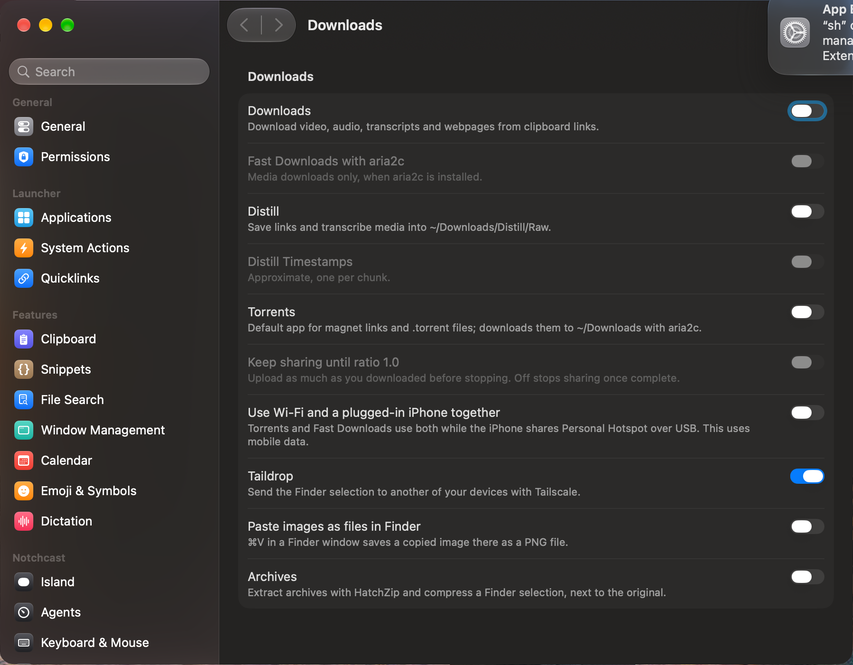 Downloads
App
"sh"
Search
General
General
Permissions
Launcher
Applications
System Actions
Quicklinks
Features
Clipboard
Snippets
File Search
Window Management
Calendar
Emoji & Symbols
Dictation
Notchcast
Island
Agents
Keyboard & Mouse
Downloads
Downloads
Download video, audio, transcripts and webpages from clipboard links.
Fast Downloads with aria2c
Media downloads only, when aria2c is installed.
Distill
Save links and transcribe media into ~/Downloads/Distill/Raw.
Distill Timestamps
Approximate, one per chunk.
Torrents
Default app for magnet links and .torrent files; downloads them to ~/Downloads with aria2c.
Keep sharing until ratio 1.0
Upload as much as you downloaded before stopping. Off stops sharing once complete.
Use Wi-Fi and a plugged-in iPhone together
Torrents and Fast Downloads use both while the iPhone shares Personal Hotspot over USB. This uses
mobile data.
Taildrop
Send the Finder selection to another of your devices with Tailscale.
Paste images as files in Finder
⌘V in a Finder window saves a copied image there as a PNG file.
Archives
Extract archives with HatchZip and compress a Finder selection, next to the original.